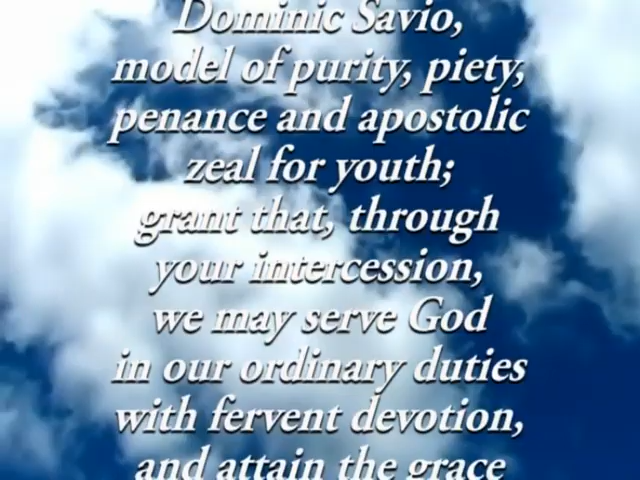 Dominic Savio,
model of purity, piety,
penance and apostolic
zeal for youth;
grant that, through
your intercession,
we may serve God
in our ordinary duties
with fervent devotion,
and attain the grace